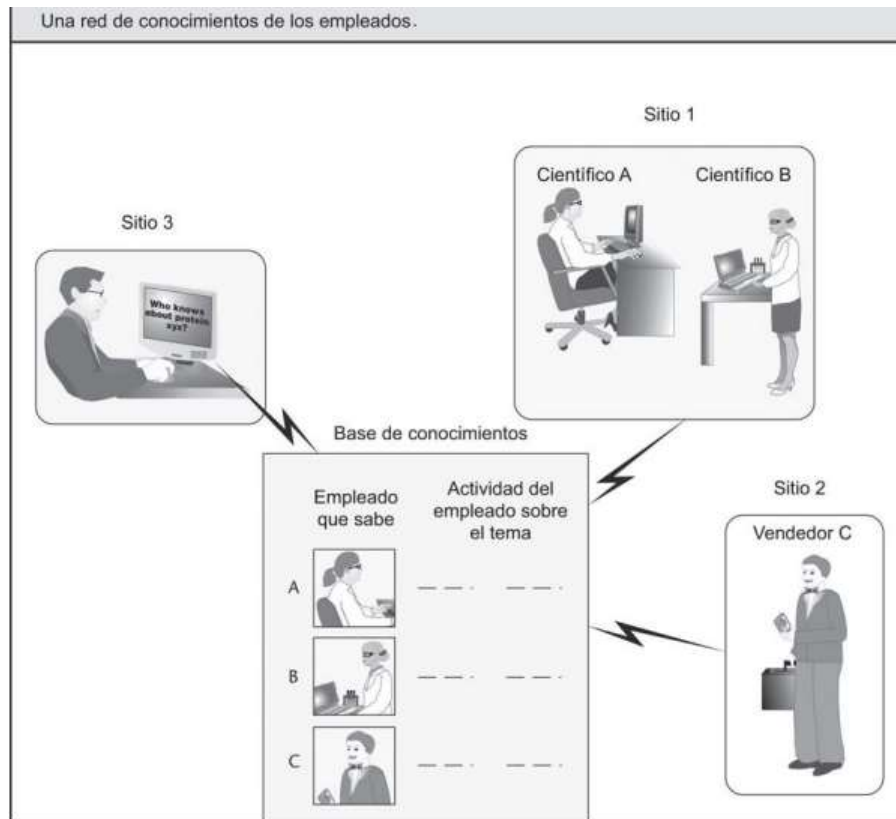 Una red de conocimientos de los empleados.
Sitio 1
Científico A
Científico B
Sitio 3
Who knows
about protein
xyz?
Base de conocimientos
Empleado
que sabe
Actividad del
empleado sobre
el tema
Sitio 2
Vendedor C
A
B
C